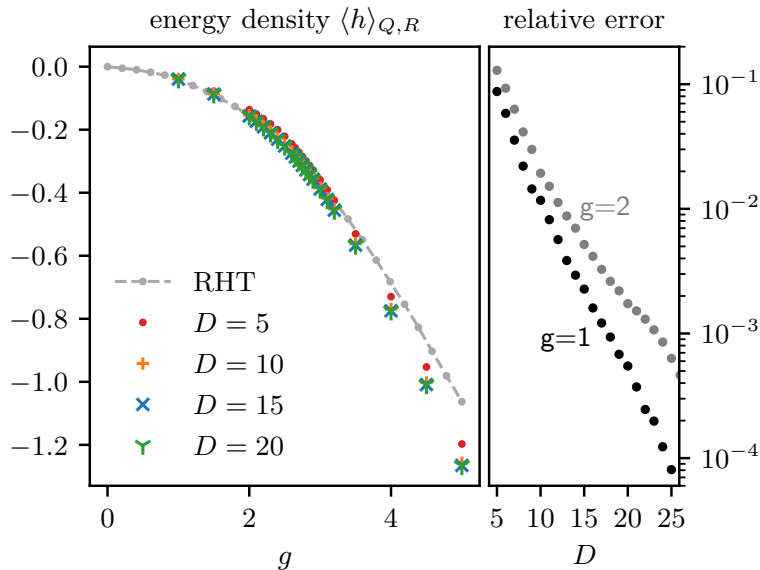 energy density ⟨h⟩Q,R
relative error
0.0
−0.2
−0.4
−0.6
−0.8
−1.0
−1.2
RHT
D = 5
D = 10
D = 15
D = 20
0
2
4
g
g=2
g=1
10⁻¹
10⁻²
10⁻³
10⁻⁴
5
10
15
20
25
D